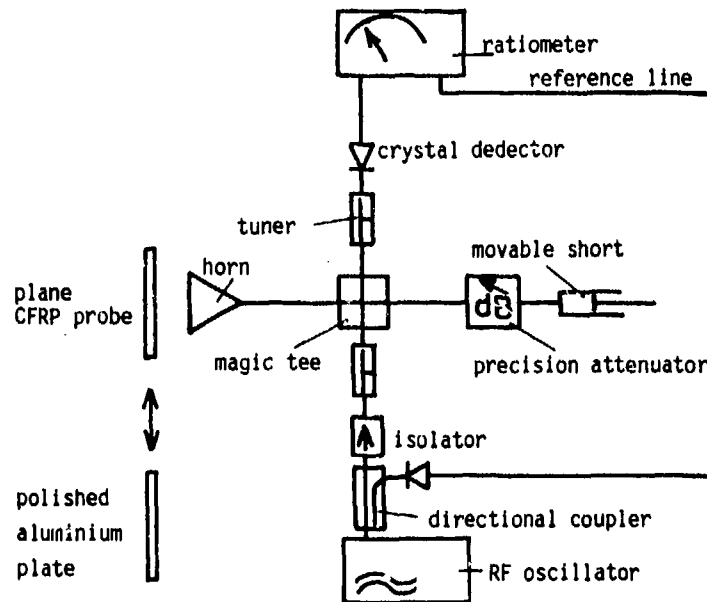 ratiometer
reference line
crystal dedector
tuner
movable short
horn
plane
CFRP probe
dB
magic tee
precision attenuator
isolator
polished
aluminium
plate
directional coupler
RF oscillator